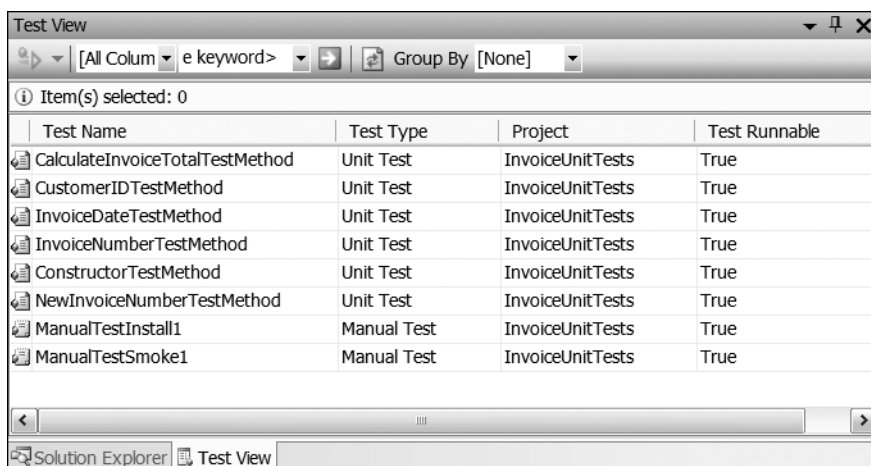 Test View
[All Colum e keyword> Group By [None]
Item(s) selected: 0
Test Name Test Type Project Test Runnable
CalculateInvoiceTotalTestMethod Unit Test InvoiceUnitTests True
CustomerIDTestMethod Unit Test InvoiceUnitTests True
InvoiceDateTestMethod Unit Test InvoiceUnitTests True
InvoiceNumberTestMethod Unit Test InvoiceUnitTests True
ConstructorTestMethod Unit Test InvoiceUnitTests True
NewInvoiceNumberTestMethod Unit Test InvoiceUnitTests True
ManualTestInstall1 Manual Test InvoiceUnitTests True
ManualTestSmoke1 Manual Test InvoiceUnitTests True
Solution Explorer Test View